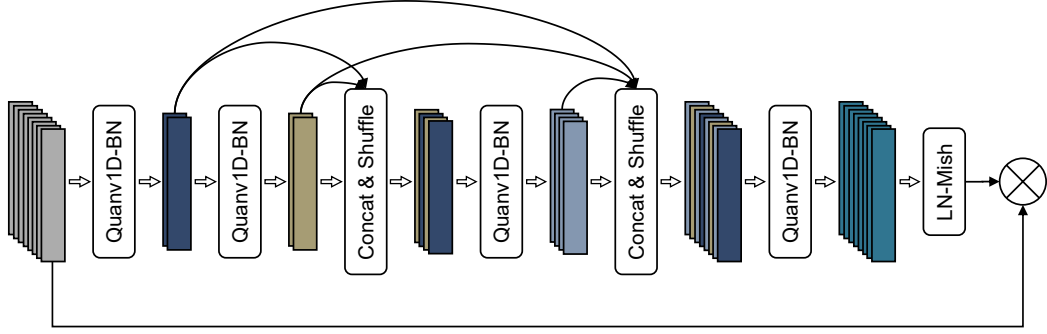 Quanv1D-BN
Quanv1D-BN
Concat & Shuffle
Quanv1D-BN
Concat & Shuffle
Quanv1D-BN
LN-Mish